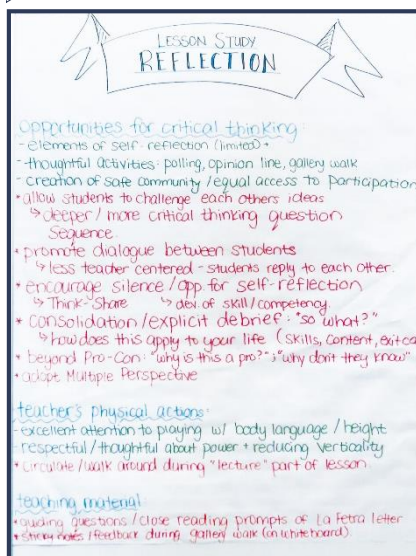 LESSON STUDY
REFLECTION
opportunities for critical thinking
- elements of self-reflection (limited) +
- thoughtful activities: polling, opinion line, gallery walk
- creation of safe community / equal access to participation
* allow students to challenge each others ideas
↳ deeper / more critical thinking question
Sequence.
* promote dialogue between students
↳ less teacher centered - students reply to each other.
* encourage silence / opp. for self-reflection
↳ Think-Share ↳ dev. of skill / competency.
* consolidation / explicit debrief: "so what?"
↳ how does this apply to your life (skills, content, exit ca
* beyond Pro-Con: "why is this a pro?"; "why don't they know"
* adopt Multiple Perspective
teacher's physical actions:
- excellent attention to playing w/ body language / height
- respectful / thoughtful about power + reducing verticality
* circulate / walk around during "lecture" part of lesson
teaching material:
* guiding questions / close reading prompts of La Fetra letter
* sticky notes / feedback during gallery walk (on whiteboard).